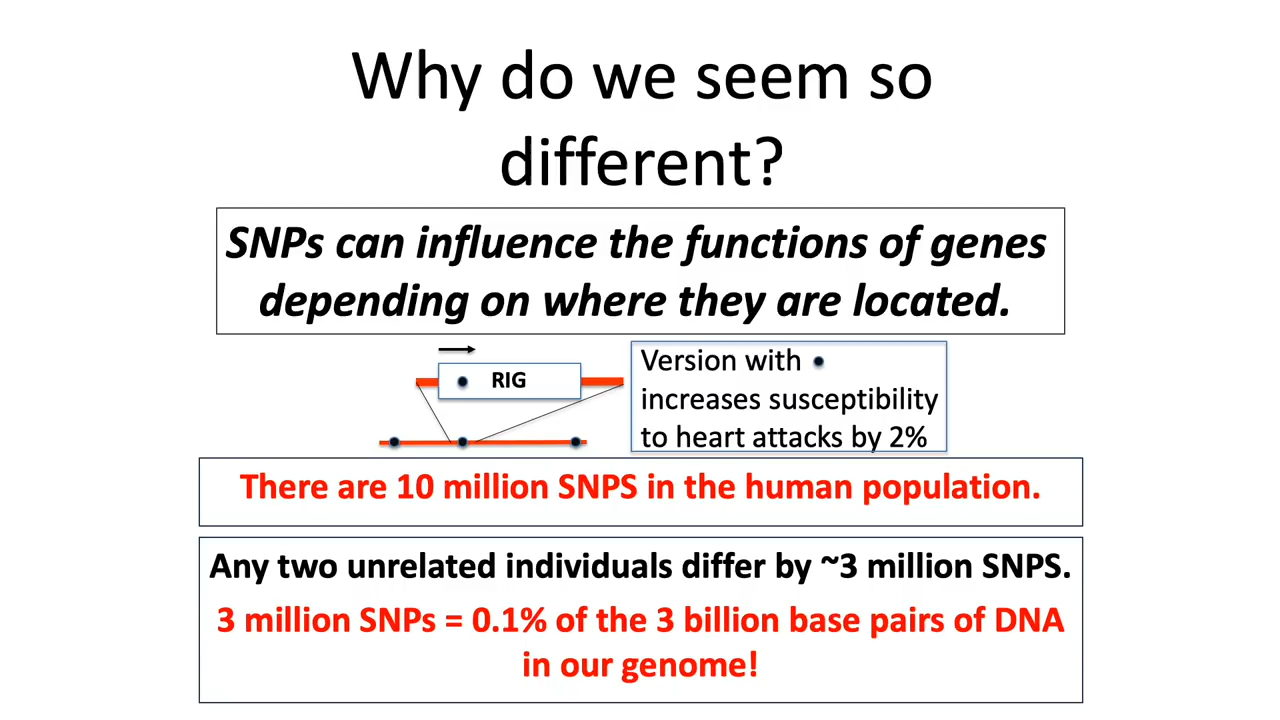 Why do we seem so
different?
SNPs can influence the functions of genes
depending on where they are located.
RIG
Version with
increases susceptibility
to heart attacks by 2%
There are 10 million SNPS in the human population.
Any two unrelated individuals differ by ~3 million SNPS.
3 million SNPs = 0.1% of the 3 billion base pairs of DNA
in our genome!